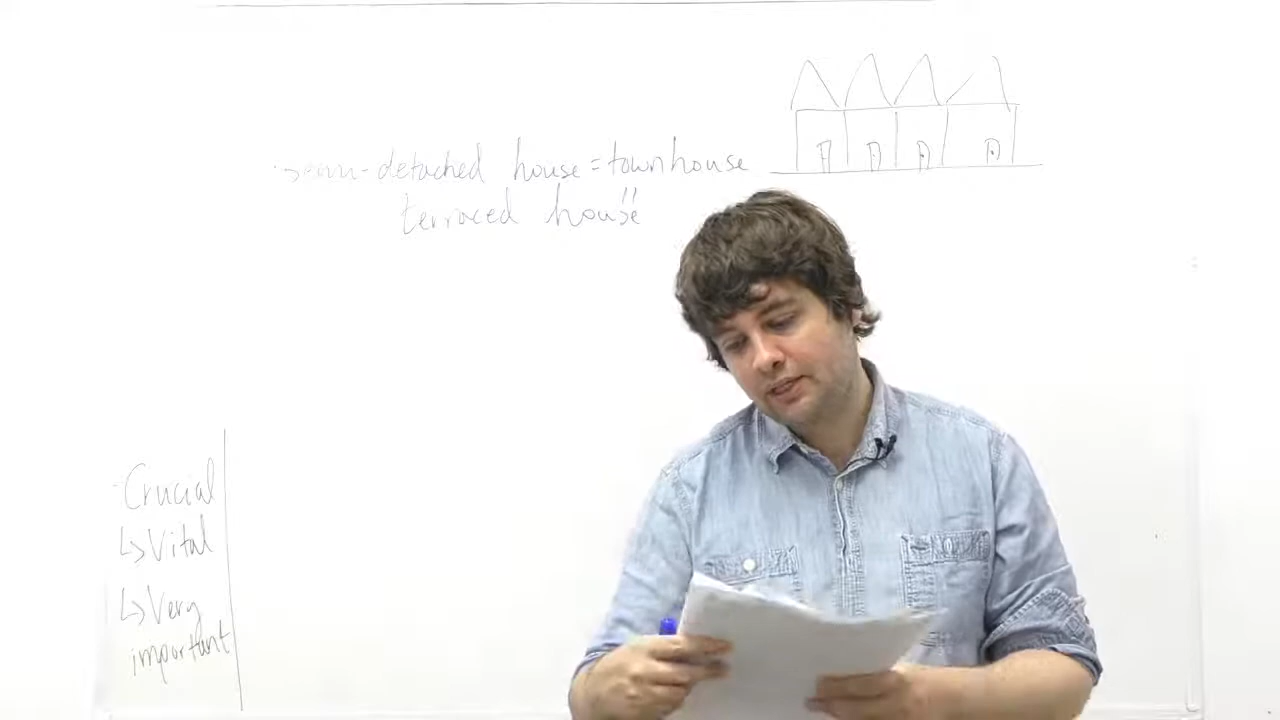 semi-detached house = townhouse
terraced house
Crucial
↳ Vital
↳ Very
important